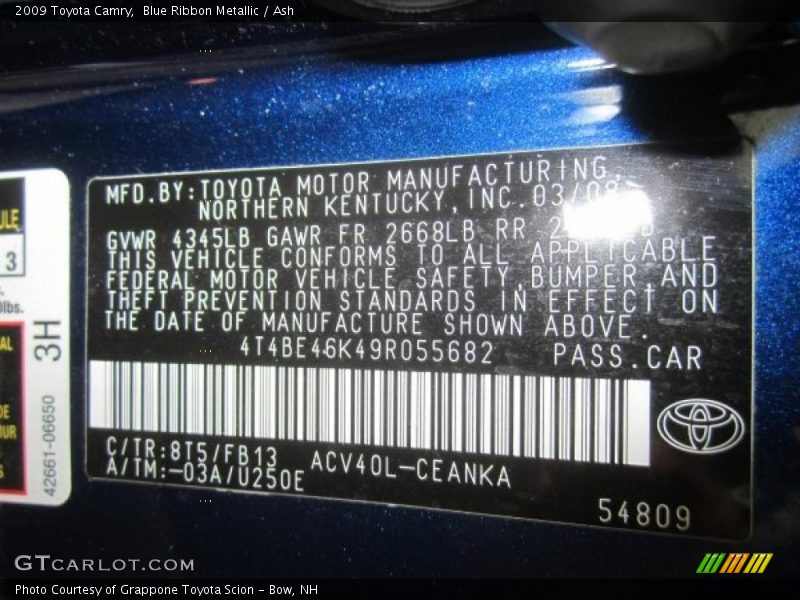 2009 Toyota Camry,  Blue Ribbon Metallic / Ash
MFD.BY:TOYOTA MOTOR MANUFACTURING,
NORTHERN KENTUCKY,INC.03/08
GVWR 4345LB GAWR FR 2668LB RR
THIS VEHICLE CONFORMS TO ALL APPLICABLE
FEDERAL MOTOR VEHICLE SAFETY,BUMPER,AND
THEFT PREVENTION STANDARDS IN EFFECT ON
THE DATE OF MANUFACTURE SHOWN ABOVE.
4T4BE46K49R055682 PASS.CAR
C/TR:8T5/FB13 ACV40L-CEANKA
A/TM:-03A/U250E
54809
3
lbs.
3H
42661-06650
GTCARLOT.COM
Photo Courtesy of Grappone Toyota Scion - Bow, NH